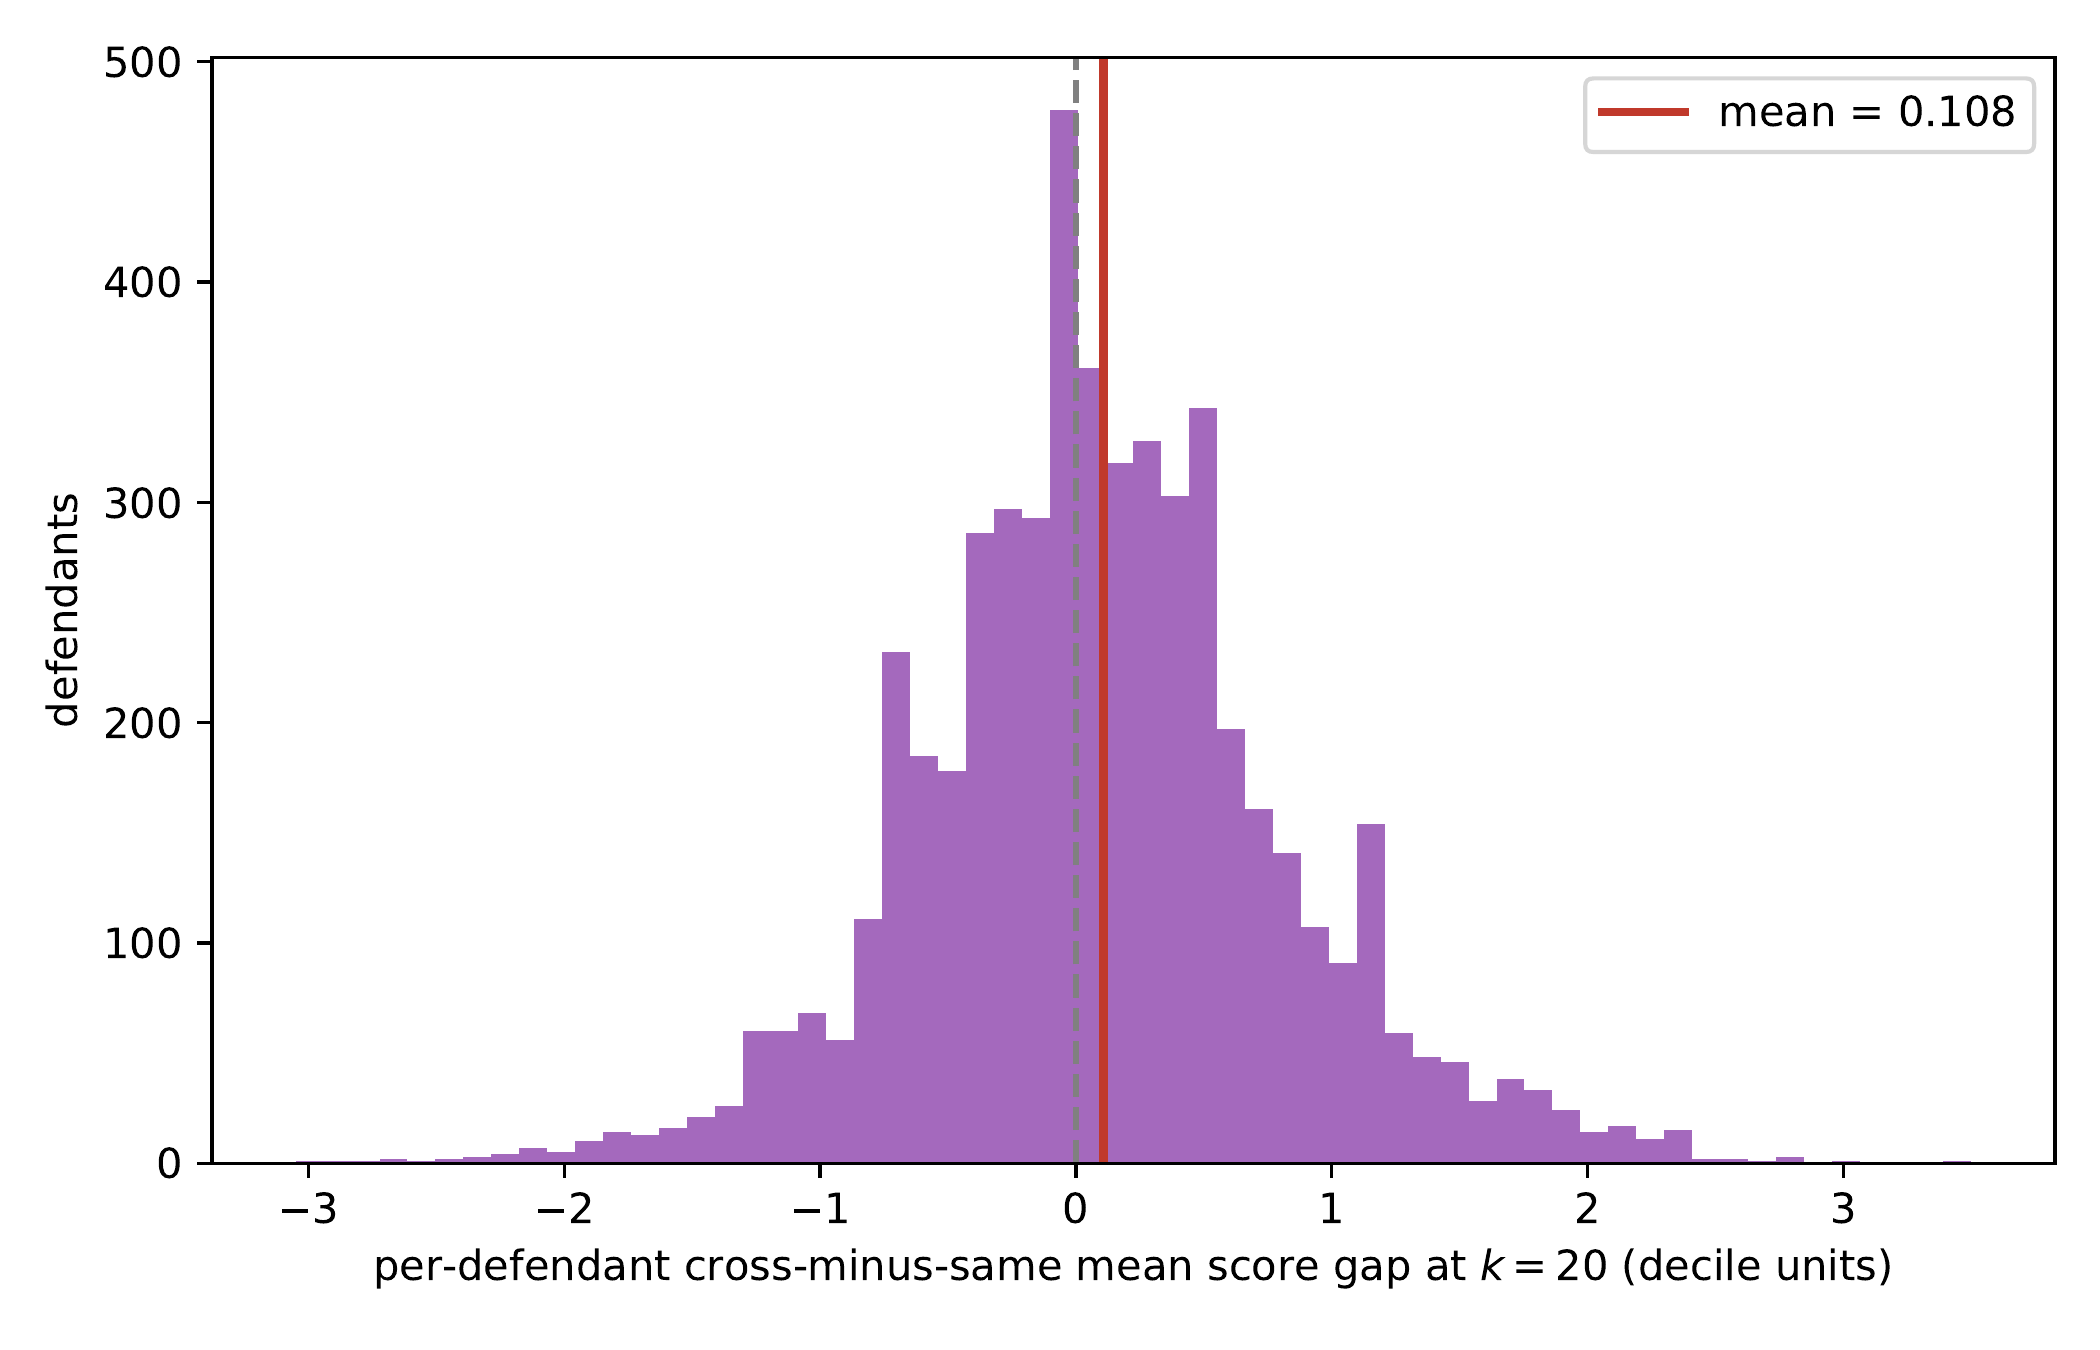 500
400
300
200
100
0
defendants
mean = 0.108
−3 −2 −1 0 1 2 3
per-defendant cross-minus-same mean score gap at k = 20 (decile units)